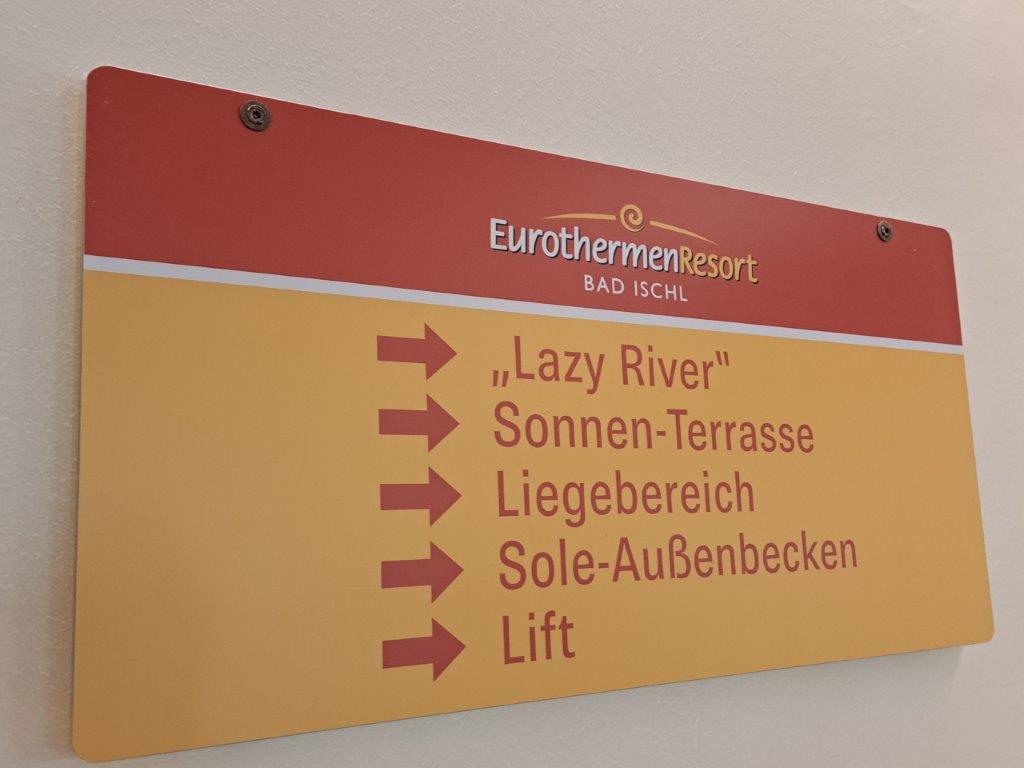 EurothermenResort
BAD ISCHL
„Lazy River"
Sonnen-Terrasse
Liegebereich
Sole-Außenbecken
Lift